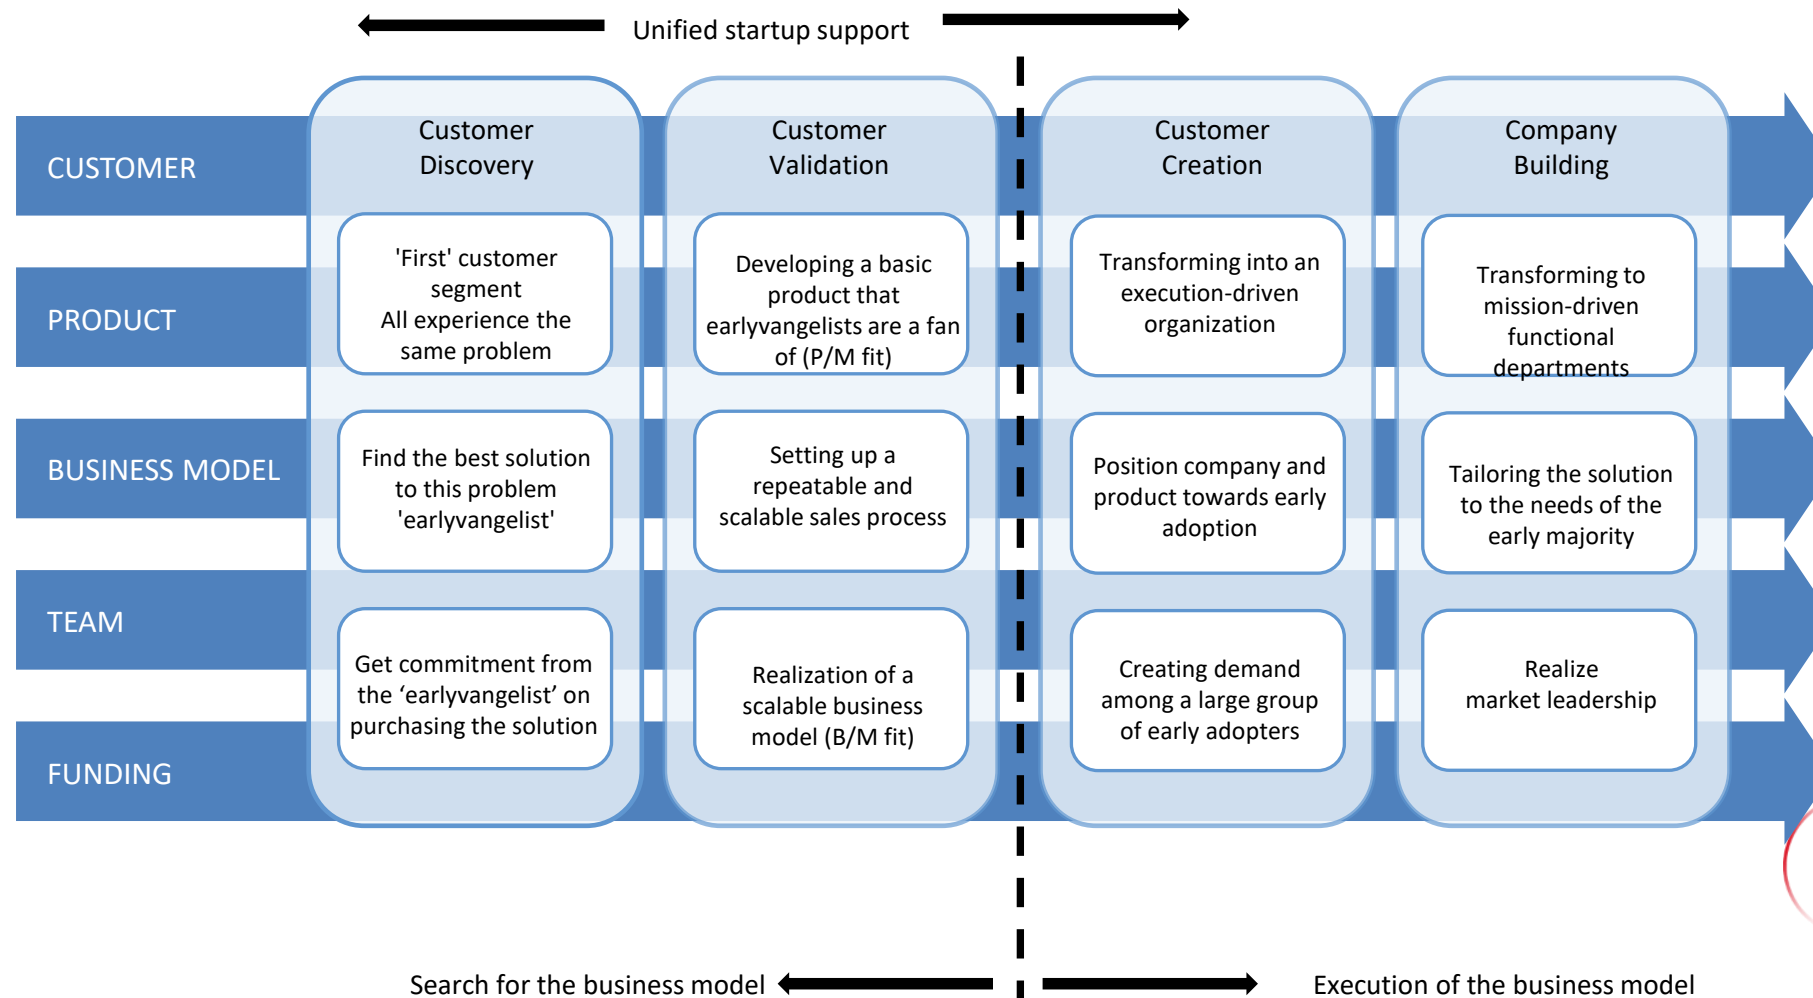 Unified startup support
CUSTOMER
PRODUCT
BUSINESS MODEL
TEAM
FUNDING
Customer
Discovery
'First' customer
segment
All experience the
same problem
Find the best solution
to this problem
'earlyvangelist'
Get commitment from
the ‘earlyvangelist’ on
purchasing the solution
Customer
Validation
Developing a basic
product that
earlyvangelists are a fan
of (P/M fit)
Setting up a
repeatable and
scalable sales process
Realization of a
scalable business
model (B/M fit)
Customer
Creation
Transforming into an
execution-driven
organization
Position company and
product towards early
adoption
Creating demand
among a large group
of early adopters
Company
Building
Transforming to
mission-driven
functional
departments
Tailoring the solution
to the needs of the
early majority
Realize
market leadership
Search for the business model
Execution of the business model